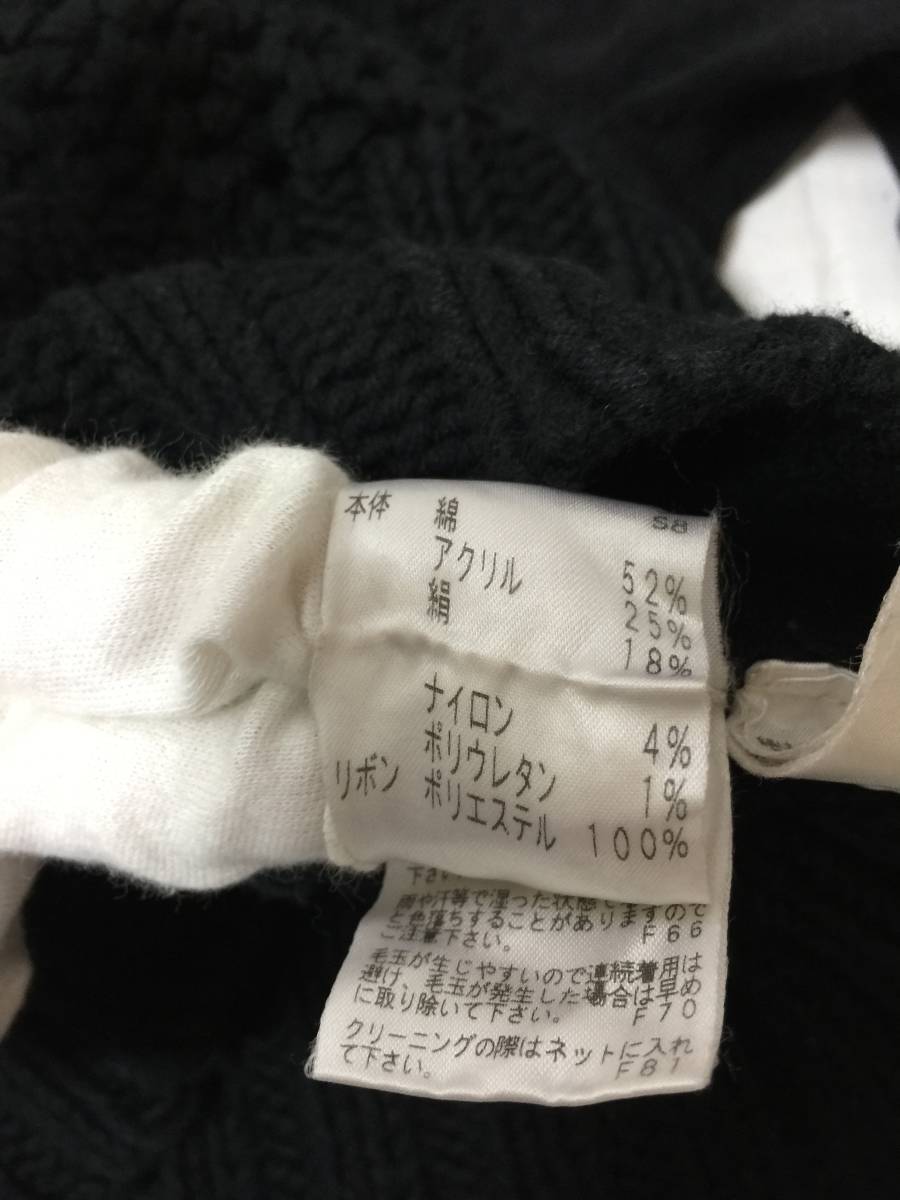 S8
本体 綿 52%
アクリル 25%
絹 18%
ナイロン 4%
ポリウレタン 1%
リボン ポリエステル 100%
下さい
雨や汗等で湿った状態で
と色落ちすることがありますので
ご注意下さい。 F66
毛玉が生じやすいので連続着用は
避け、毛玉が発生した場合は早め
に取り除いて下さい。 F70
クリーニングの際はネットに入れ
て下さい。 F81